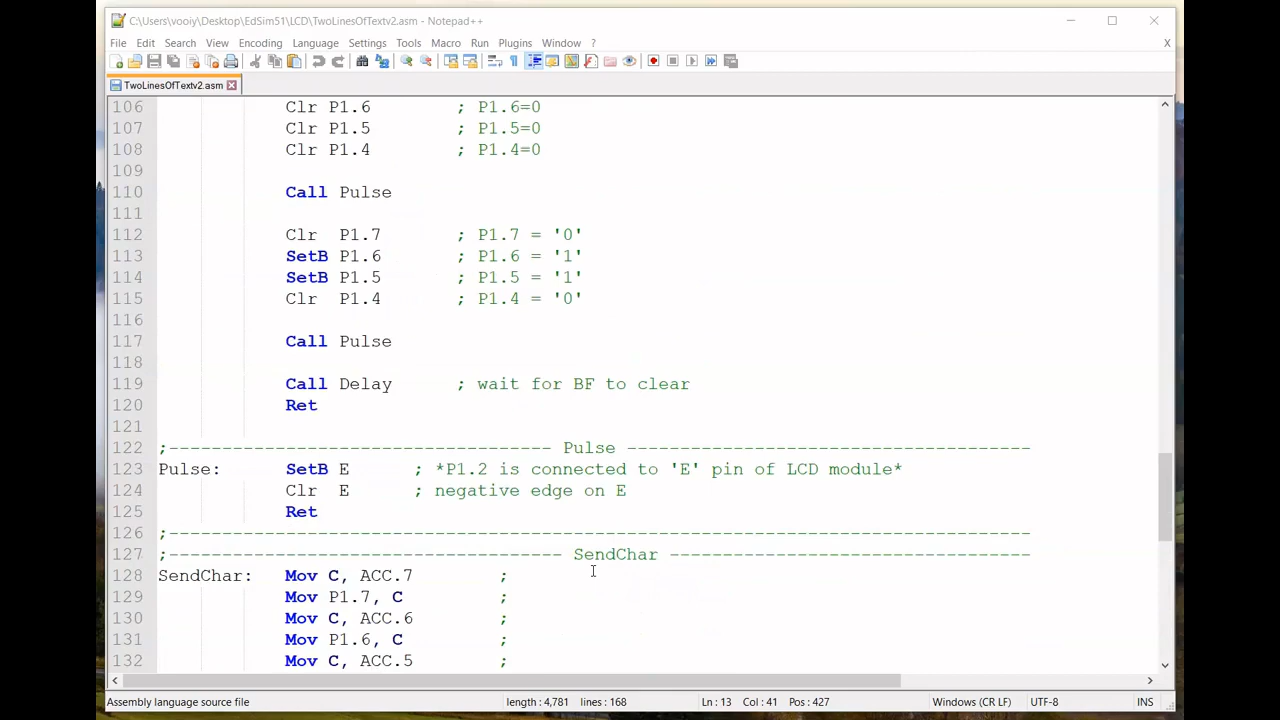 C:\Users\vooiy\Desktop\EdSim51\LCD\TwoLinesOfTextv2.asm - Notepad++
File Edit Search View Encoding Language Settings Tools Macro Run Plugins Window ? X
TwoLinesOfTextv2.asm
106 Clr P1.6 ; P1.6=0
107 Clr P1.5 ; P1.5=0
108 Clr P1.4 ; P1.4=0
109
110 Call Pulse
111
112 Clr P1.7 ; P1.7 = '0'
113 SetB P1.6 ; P1.6 = '1'
114 SetB P1.5 ; P1.5 = '1'
115 Clr P1.4 ; P1.4 = '0'
116
117 Call Pulse
118
119 Call Delay ; wait for BF to clear
120 Ret
121
122 ;------------------------------------ Pulse --------------------------------------
123 Pulse: SetB E ; *P1.2 is connected to 'E' pin of LCD module*
124 Clr E ; negative edge on E
125 Ret
126 ;---------------------------------------------------------------------------------
127 ;------------------------------------- SendChar ----------------------------------
128 SendChar: Mov C, ACC.7 ;
129 Mov P1.7, C ;
130 Mov C, ACC.6 ;
131 Mov P1.6, C ;
132 Mov C, ACC.5 ;
Assembly language source file length : 4,781 lines : 168 Ln : 13 Col : 41 Pos : 427 Windows (CR LF) UTF-8 INS